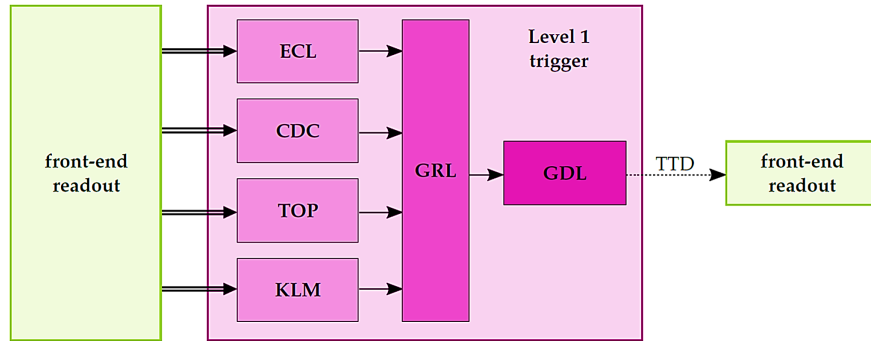 front-end
readout
ECL
CDC
TOP
KLM
GRL
Level 1
trigger
GDL
TTD
front-end
readout